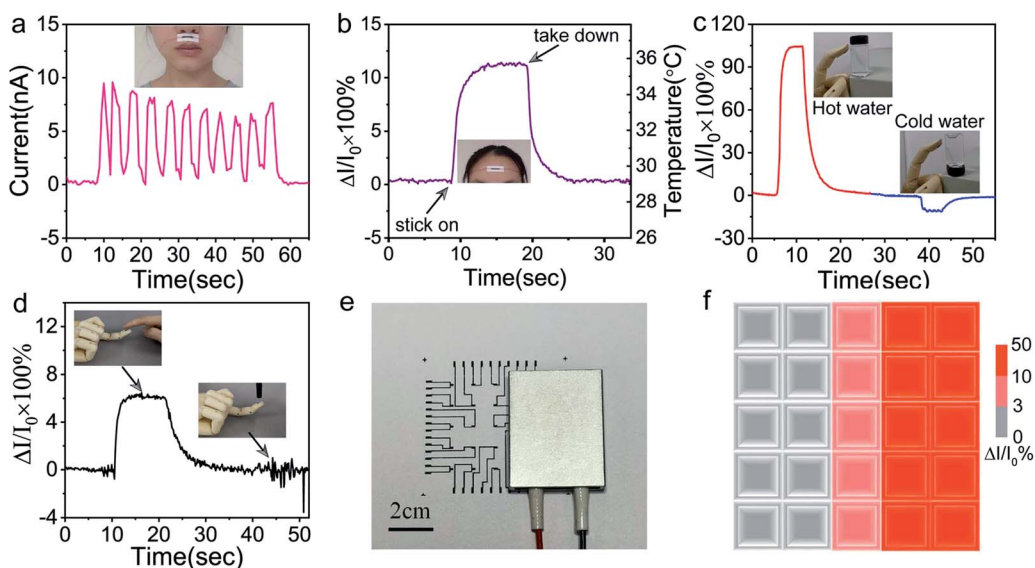 a
15
10
5
0
-5
Current(nA)
0 10 20 30 40 50 60
Time(sec)
b
15
10
5
0
-5
ΔI/I₀×100%
take down
stick on
36
34
32
30
28
26
Temperature(°C)
0 10 20 30
Time(sec)
c
120
90
60
30
0
-30
ΔI/I₀×100%
Hot water
Cold water
0 10 20 30 40 50
Time(sec)
d
12
8
4
0
-4
ΔI/I₀×100%
0 10 20 30 40 50
Time(sec)
e
2cm
f
50
10
3
0
ΔI/I₀%